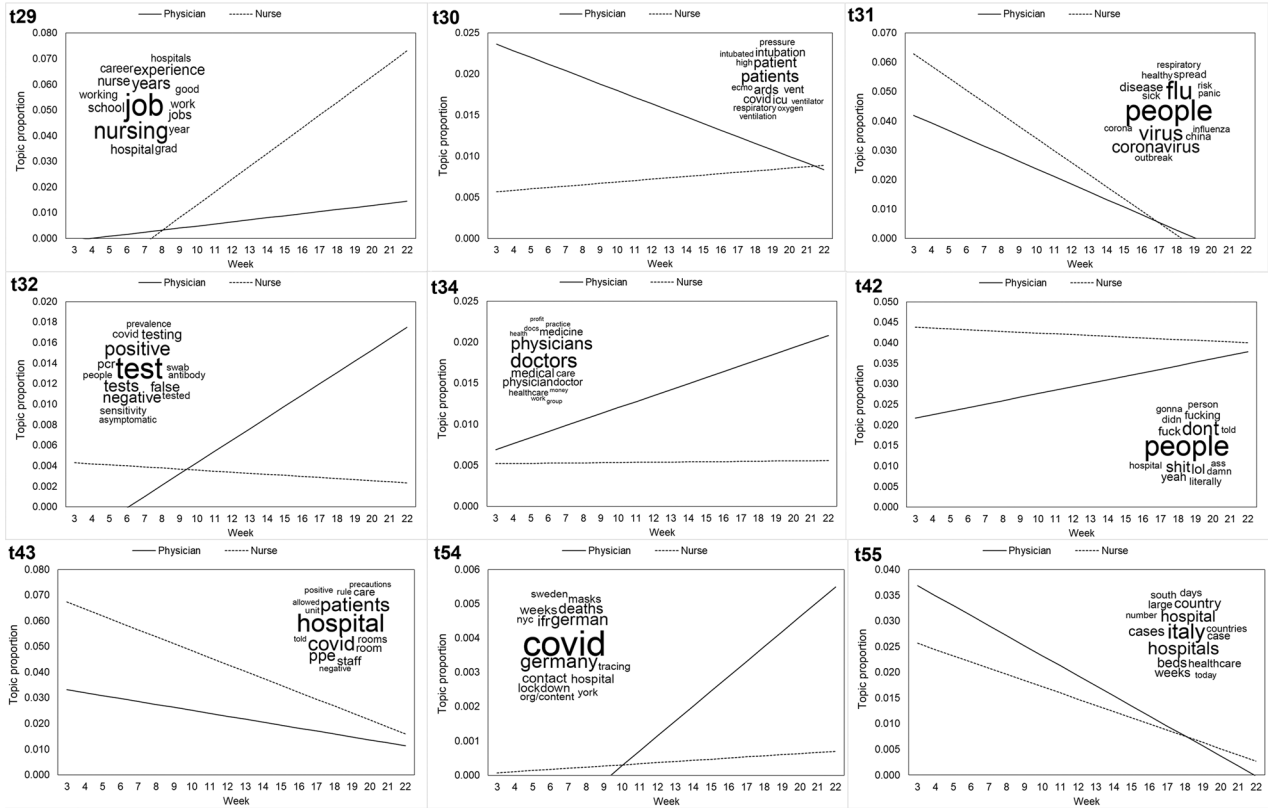 t29
Physician Nurse
0.080
0.070
0.060
0.050
0.040
0.030
0.020
0.010
0.000
Topic proportion
3 4 6 7 8 9 10 11 12 13 14 15 16 17 18 19 20 21 22
Week
hospitals
career experience
nurse years good
working job work
school jobs
nursing year
hospital grad
t30
Physician Nurse
0.025
0.020
0.015
0.010
0.005
0.000
Topic proportion
3 4 6 7 8 9 10 11 12 13 14 15 16 17 18 19 20 21 22
Week
pressure
intubated intubation
high patient
patients
ecmo ards vent
covid icu ventilator
respiratory oxygen
ventilation
t31
Physician Nurse
0.070
0.060
0.050
0.040
0.030
0.020
0.010
0.000
Topic proportion
3 4 6 7 8 9 10 11 12 13 14 15 16 17 18 19 20 21 22
Week
respiratory
healthy spread
disease flu risk
sick panic
people
corona virus influenza
china
coronavirus
outbreak
t32
Physician Nurse
0.020
0.018
0.016
0.014
0.012
0.010
0.008
0.006
0.004
0.002
0.000
Topic proportion
3 4 6 7 8 9 10 11 12 13 14 15 16 17 18 19 20 21 22
Week
prevalence
covid testing
positive
pcr test swab
people antibody
tests false
negative tested
sensitivity
asymptomatic
t34
Physician Nurse
0.025
0.020
0.015
0.010
0.005
0.000
Topic proportion
3 4 6 7 8 9 10 11 12 13 14 15 16 17 18 19 20 21 22
Week
profit
docs practice
health medicine
physicians
doctors
medical care
physician doctor
healthcare money
work group
t42
Physician Nurse
0.050
0.045
0.040
0.035
0.030
0.025
0.020
0.015
0.010
0.005
0.000
Topic proportion
3 4 6 7 8 9 10 11 12 13 14 15 16 17 18 19 20 21 22
Week
gonna person
didn fucking
fuck dont told
people
hospital shit lol ass
yeah damn
literally
t43
Physician Nurse
0.080
0.070
0.060
0.050
0.040
0.030
0.020
0.010
0.000
Topic proportion
3 4 6 7 8 9 10 11 12 13 14 15 16 17 18 19 20 21 22
Week
positive precautions
rule care
allowed patients
unit
hospital
told covid rooms
room
ppe staff
negative
t54
Physician Nurse
0.006
0.005
0.004
0.003
0.002
0.001
0.000
Topic proportion
3 4 6 7 8 9 10 11 12 13 14 15 16 17 18 19 20 21 22
Week
sweden masks
weeks deaths
nyc ifr german
covid
germany tracing
contact hospital
lockdown
org/content york
t55
Physician Nurse
0.040
0.035
0.030
0.025
0.020
0.015
0.010
0.005
0.000
Topic proportion
3 4 6 7 8 9 10 11 12 13 14 15 16 17 18 19 20 21 22
Week
south days
large country
number hospital
cases italy countries
case
hospitals
beds healthcare
weeks today